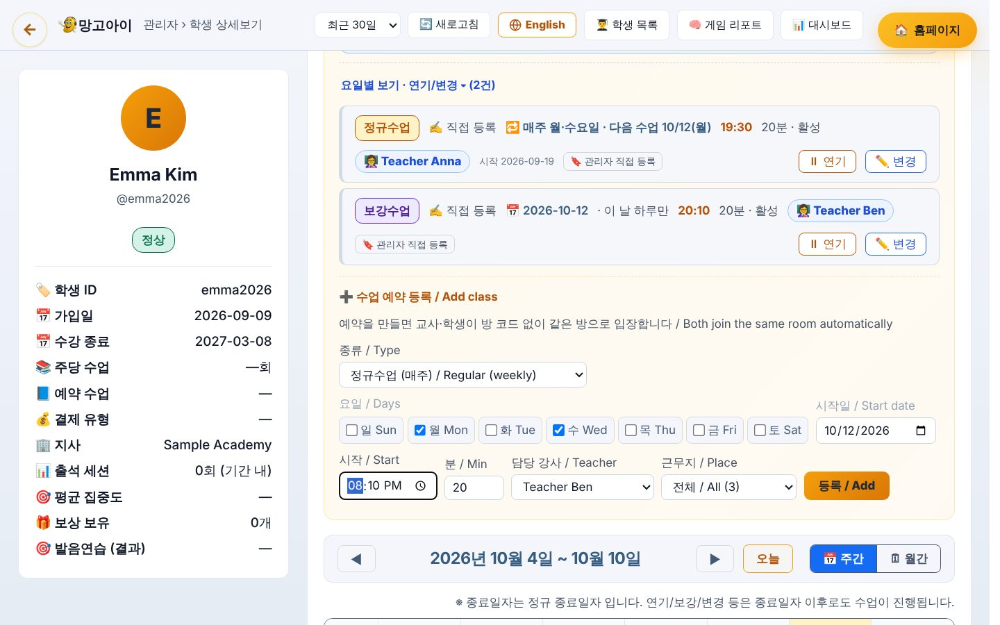 망고아이 관리자 › 학생 상세보기 최근 30일 🔄 새로고침 English 👨‍🎓 학생 목록 🧠 게임 리포트 📊 대시보드 🏠 홈페이지
E
Emma Kim
@emma2026
정상
🏷️ 학생 ID emma2026
📅 가입일 2026-09-09
📅 수강 종료 2027-03-08
📚 주당 수업 —회
📘 예약 수업 —
💰 결제 유형 —
🏢 지사 Sample Academy
📊 출석 세션 0회 (기간 내)
🎯 평균 집중도 —
🎁 보상 보유 0개
🎯 발음연습 (결과) —
요일별 보기 · 연기/변경 (2건)
정규수업 ✍️ 직접 등록 🔁 매주 월·수요일 · 다음 수업 10/12(월) 19:30 20분 · 활성
👩‍🏫 Teacher Anna 시작 2026-09-19 🔖 관리자 직접 등록 ⏸ 연기 ✏️ 변경
보강수업 ✍️ 직접 등록 📅 2026-10-12 · 이 날 하루만 20:10 20분 · 활성 👩‍🏫 Teacher Ben
🔖 관리자 직접 등록 ⏸ 연기 ✏️ 변경
➕ 수업 예약 등록 / Add class
예약을 만들면 교사·학생이 방 코드 없이 같은 방으로 입장합니다 / Both join the same room automatically
종류 / Type
정규수업 (매주) / Regular (weekly)
요일 / Days 시작일 / Start date
일 Sun 월 Mon 화 Tue 수 Wed 목 Thu 금 Fri 토 Sat 10/12/2026
시작 / Start 분 / Min 담당 강사 / Teacher 근무지 / Place
08:10 PM 20 Teacher Ben 전체 / All (3) 등록 / Add
◀ 2026년 10월 4일 ~ 10월 10일 ▶ 오늘 📅 주간 🗓 월간
※ 종료일자는 정규 종료일자 입니다. 연기/보강/변경 등은 종료일자 이후로도 수업이 진행됩니다.